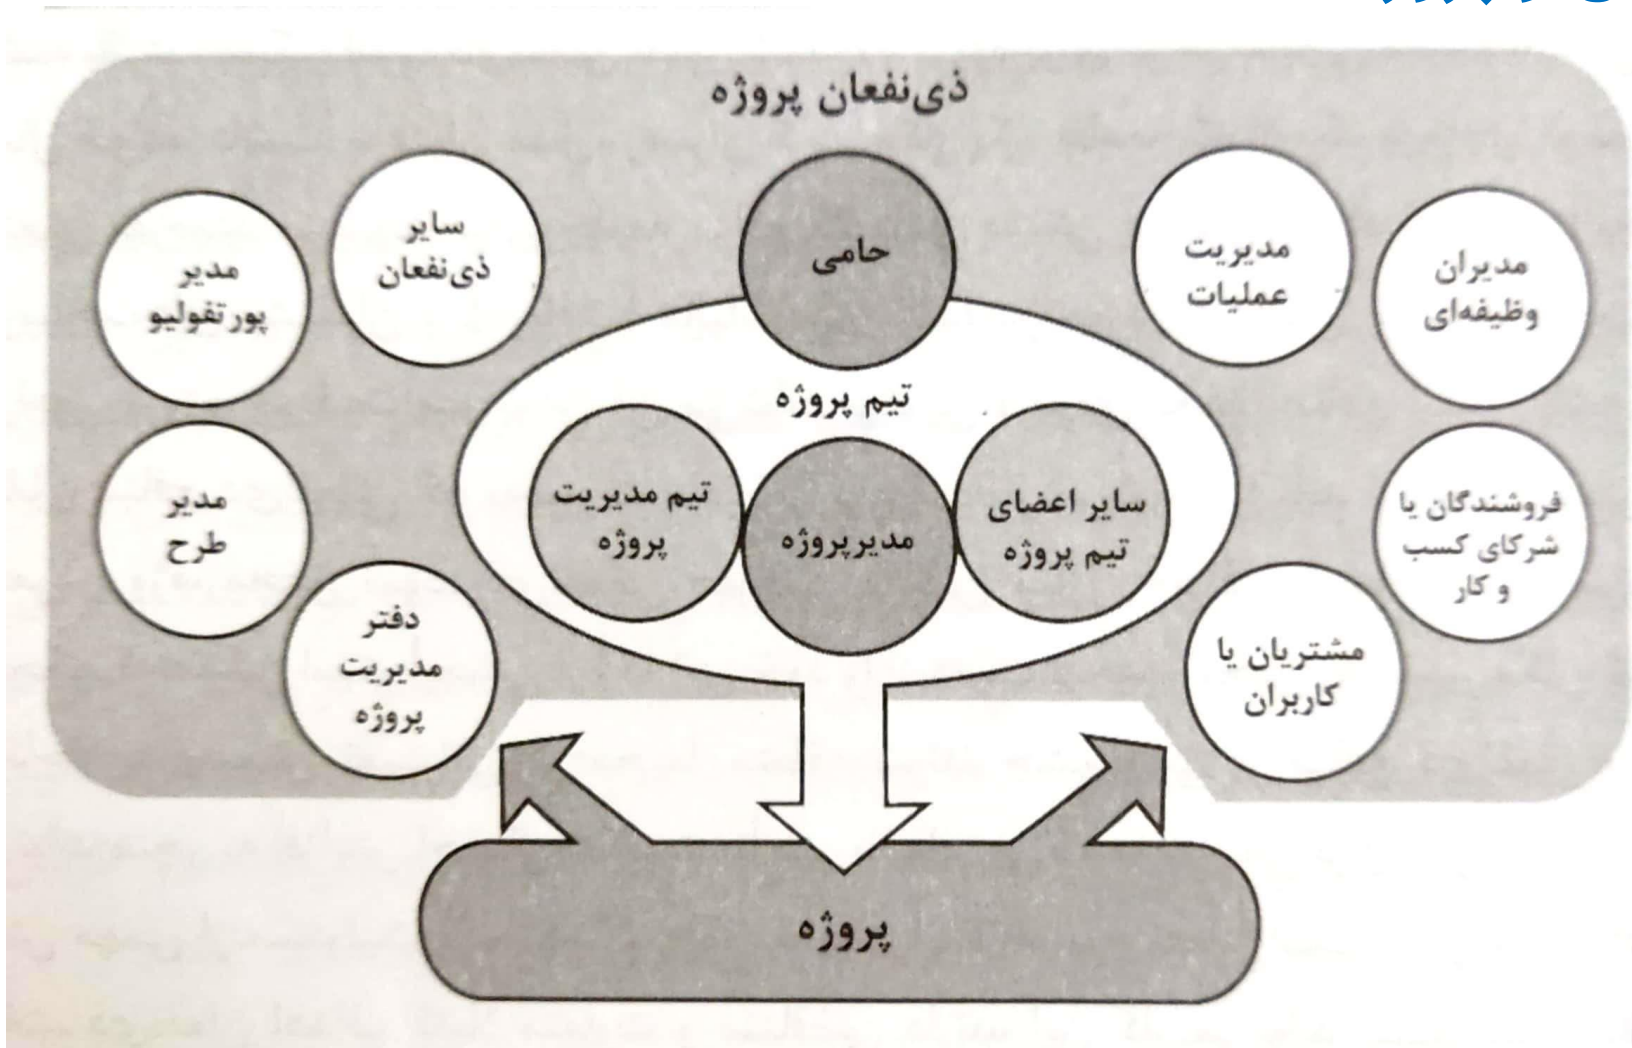 ذی‌نفعان پروژه
مدیران
وظیفه‌ای
مدیریت
عملیات
حامی
سایر
ذی‌نفعان
مدیر
پورتفولیو
تیم پروژه
فروشندگان یا
شرکای کسب
و کار
سایر اعضای
تیم پروژه
مدیرپروژه
تیم مدیریت
پروژه
مدیر
طرح
مشتریان یا
کاربران
دفتر
مدیریت
پروژه
پروژه